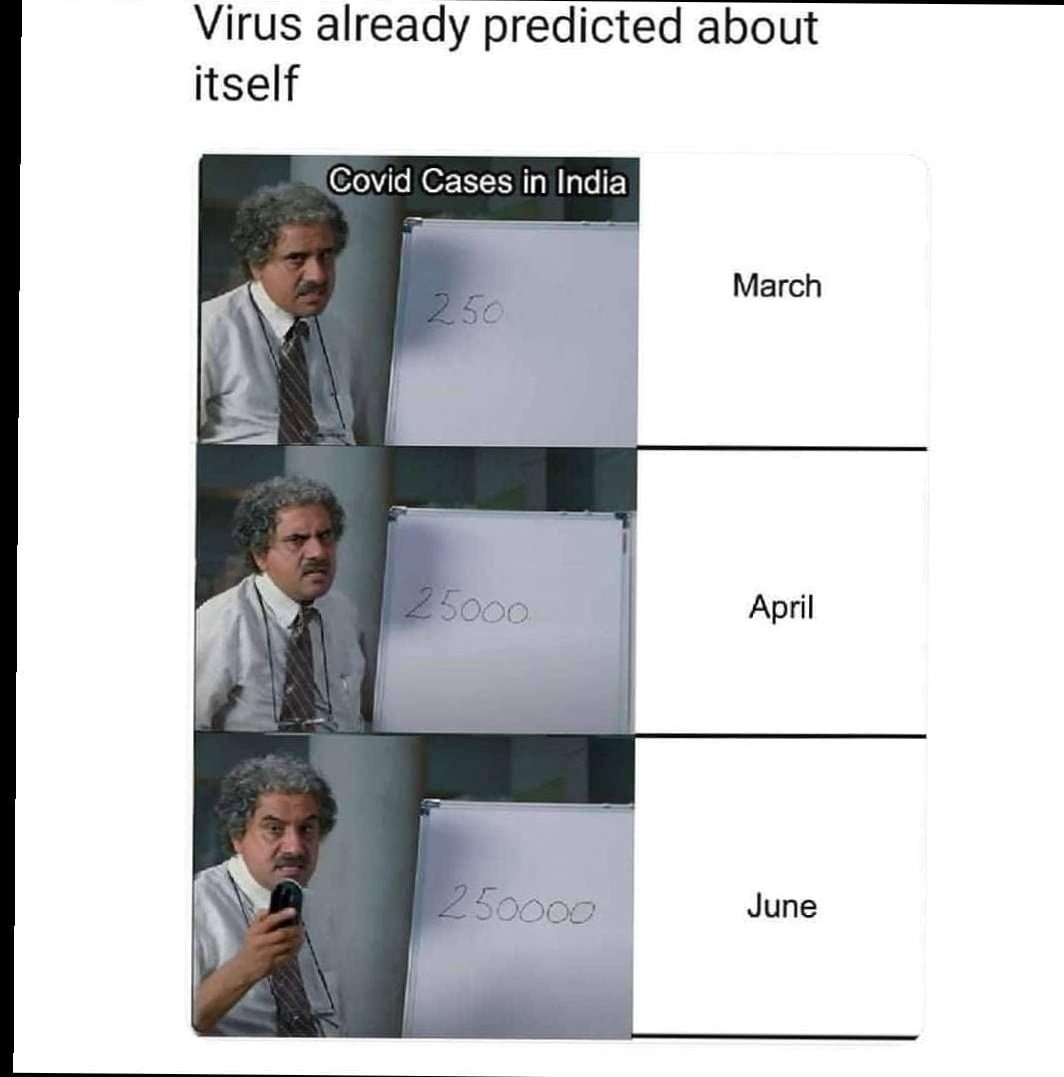 Virus already predicted about
itself
Covid Cases in India
250
March
25000
April
250000
June